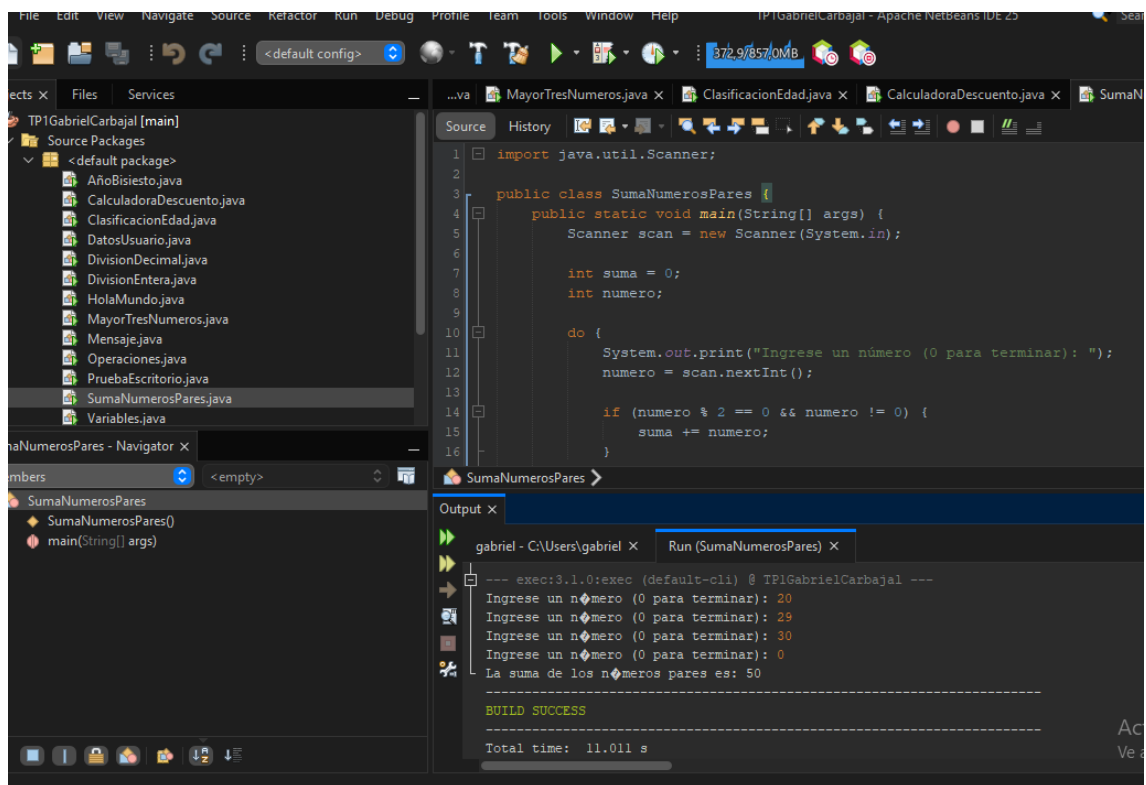 File Edit View Navigate Source Refactor Run Debug Profile Team Tools Window Help TP1GabrielCarbajal - Apache NetBeans IDE 25
<default config> 372,9/857,0MB
ects Files Services
TP1GabrielCarbajal [main]
Source Packages
<default package>
AñoBisiesto.java
CalculadoraDescuento.java
ClasificacionEdad.java
DatosUsuario.java
DivisionDecimal.java
DivisionEntera.java
HolaMundo.java
MayorTresNumeros.java
Mensaje.java
Operaciones.java
PruebaEscritorio.java
SumaNumerosPares.java
Variables.java
naNumerosPares - Navigator
embers <empty>
SumaNumerosPares
SumaNumerosPares()
main(String[] args)
...va MayorTresNumeros.java ClasificacionEdad.java CalculadoraDescuento.java SumaN
Source History
1 import java.util.Scanner;
2
3 public class SumaNumerosPares {
4 public static void main(String[] args) {
5 Scanner scan = new Scanner(System.in);
6
7 int suma = 0;
8 int numero;
9
10 do {
11 System.out.print("Ingrese un número (0 para terminar): ");
12 numero = scan.nextInt();
13
14 if (numero % 2 == 0 && numero != 0) {
15 suma += numero;
16 }
SumaNumerosPares
Output
gabriel - C:\Users\gabriel Run (SumaNumerosPares)
--- exec:3.1.0:exec (default-cli) @ TP1GabrielCarbajal ---
Ingrese un n�mero (0 para terminar): 20
Ingrese un n�mero (0 para terminar): 29
Ingrese un n�mero (0 para terminar): 30
Ingrese un n�mero (0 para terminar): 0
La suma de los n�meros pares es: 50
------------------------------------------------------------------------
BUILD SUCCESS
------------------------------------------------------------------------
Total time: 11.011 s
Ac
Ve a